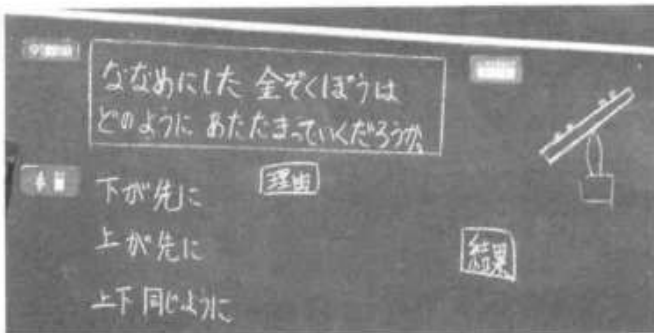 ななめにした 金ぞくぼうは
どのように あたたまっていくだろうか。
理由
下が先に
上が先に
結果
上下同じように